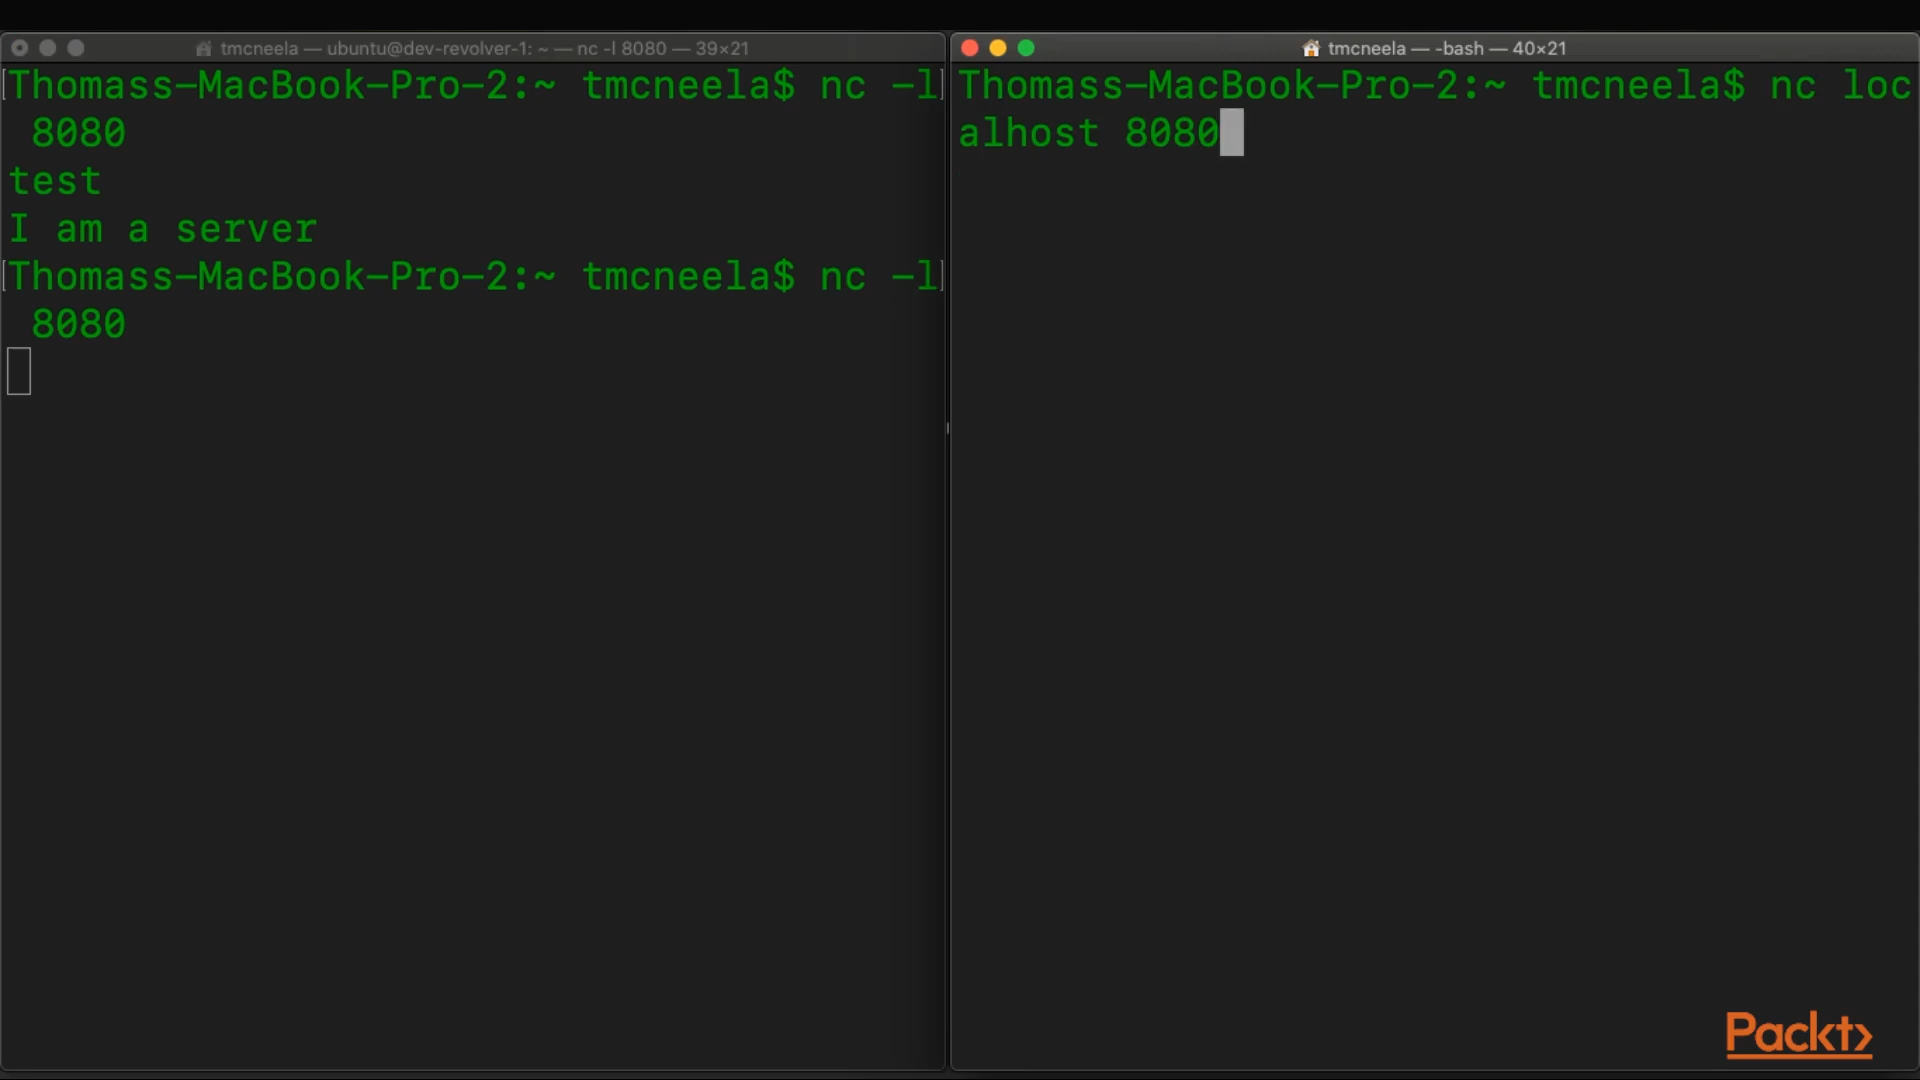 tmcneela — ubuntu@dev-revolver-1: ~ — nc -l 8080 — 39×21
Thomass-MacBook-Pro-2:~ tmcneela$ nc -l
8080
test
I am a server
Thomass-MacBook-Pro-2:~ tmcneela$ nc -l
8080
tmcneela — -bash — 40×21
Thomass-MacBook-Pro-2:~ tmcneela$ nc loc
alhost 8080
Packt>